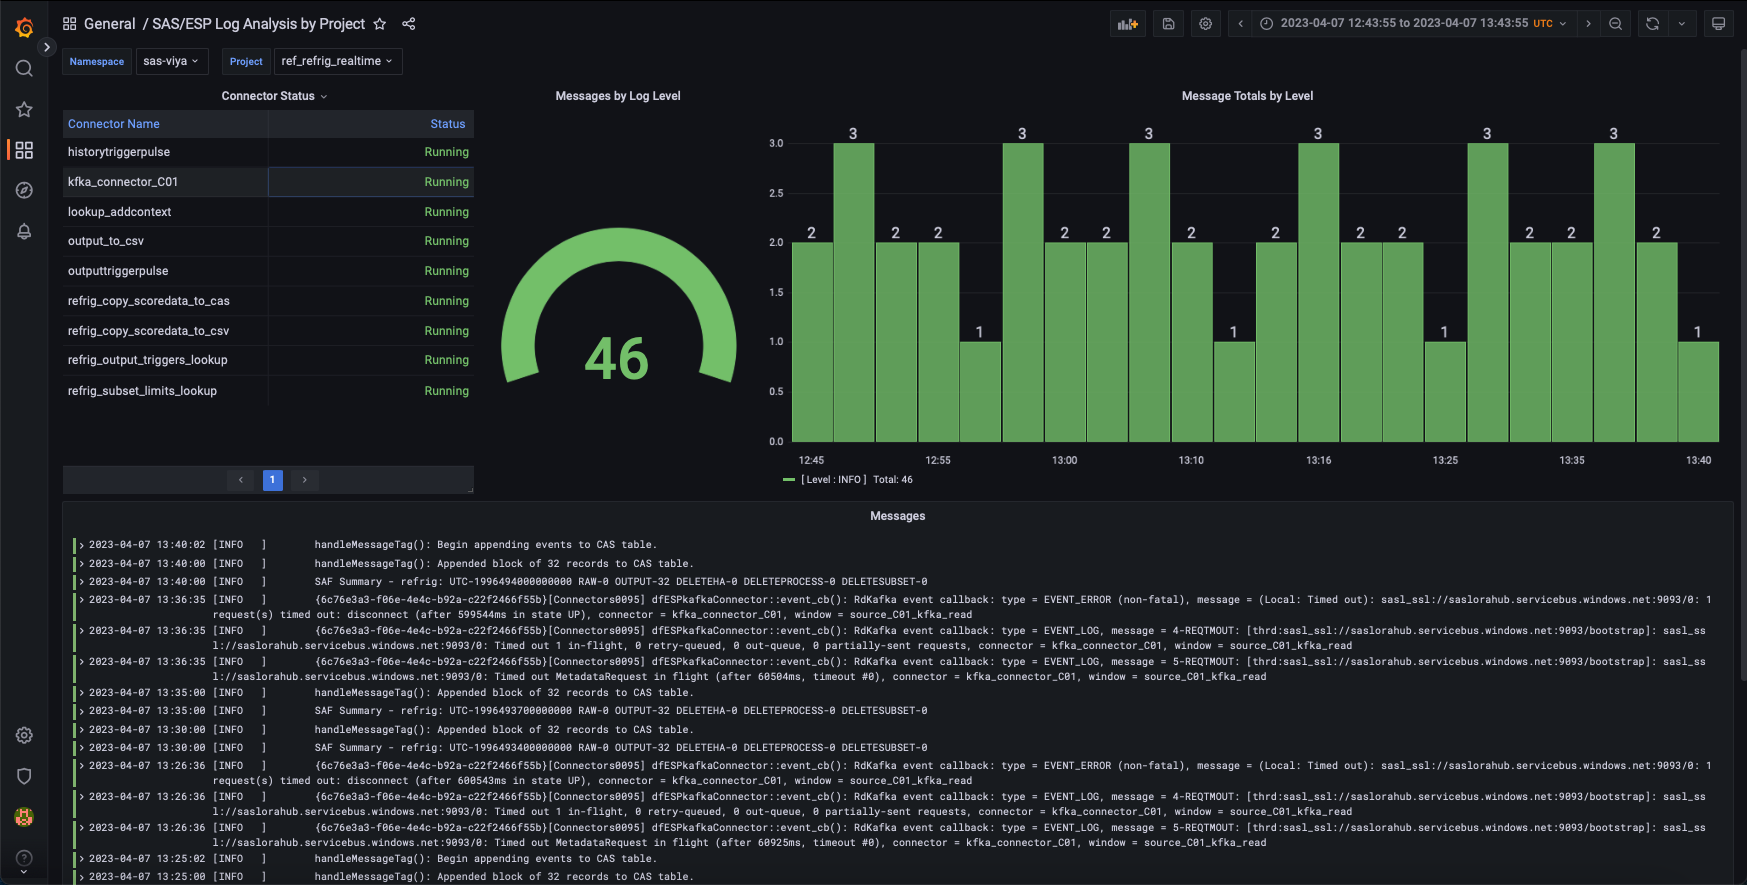 General / SAS/ESP Log Analysis by Project
2023-04-07 12:43:55 to 2023-04-07 13:43:55 UTC
Namespace sas-viya Project ref_refrig_realtime
Connector Status
Connector Name Status
historytriggerpulse Running
kfka_connector_C01 Running
lookup_addcontext Running
output_to_csv Running
outputtriggerpulse Running
refrig_copy_scoredata_to_cas Running
refrig_copy_scoredata_to_csv Running
refrig_output_triggers_lookup Running
refrig_subset_limits_lookup Running
1
Messages by Log Level
46
Message Totals by Level
3.0
2.5
2.0
1.5
1.0
0.5
0.0
2 3 2 2 1 3 2 2 3 2 1 2 3 2 2 1 3 2 2 3 2 1
12:45 12:55 13:00 13:10 13:16 13:25 13:35 13:40
[ Level : INFO ] Total: 46
Messages
2023-04-07 13:40:02 [INFO ] handleMessageTag(): Begin appending events to CAS table.
2023-04-07 13:40:00 [INFO ] handleMessageTag(): Appended block of 32 records to CAS table.
2023-04-07 13:40:00 [INFO ] SAF Summary - refrig: UTC-1996494000000000 RAW-0 OUTPUT-32 DELETEHA-0 DELETEPROCESS-0 DELETESUBSET-0
2023-04-07 13:36:35 [INFO ] {6c76e3a3-f06e-4e4c-b92a-c22f2466f55b}[Connectors0095] dfESPkafkaConnector::event_cb(): RdKafka event callback: type = EVENT_ERROR (non-fatal), message = (Local: Timed out): sasl_ssl://saslorahub.servicebus.windows.net:9093/0: 1
request(s) timed out: disconnect (after 599544ms in state UP), connector = kfka_connector_C01, window = source_C01_kfka_read
2023-04-07 13:36:35 [INFO ] {6c76e3a3-f06e-4e4c-b92a-c22f2466f55b}[Connectors0095] dfESPkafkaConnector::event_cb(): RdKafka event callback: type = EVENT_LOG, message = 4-REQTMOUT: [thrd:sasl_ssl://saslorahub.servicebus.windows.net:9093/bootstrap]: sasl_ss
l://saslorahub.servicebus.windows.net:9093/0: Timed out 1 in-flight, 0 retry-queued, 0 out-queue, 0 partially-sent requests, connector = kfka_connector_C01, window = source_C01_kfka_read
2023-04-07 13:36:35 [INFO ] {6c76e3a3-f06e-4e4c-b92a-c22f2466f55b}[Connectors0095] dfESPkafkaConnector::event_cb(): RdKafka event callback: type = EVENT_LOG, message = 5-REQTMOUT: [thrd:sasl_ssl://saslorahub.servicebus.windows.net:9093/bootstrap]: sasl_ss
l://saslorahub.servicebus.windows.net:9093/0: Timed out MetadataRequest in flight (after 60504ms, timeout #0), connector = kfka_connector_C01, window = source_C01_kfka_read
2023-04-07 13:35:00 [INFO ] handleMessageTag(): Appended block of 32 records to CAS table.
2023-04-07 13:35:00 [INFO ] SAF Summary - refrig: UTC-1996493700000000 RAW-0 OUTPUT-32 DELETEHA-0 DELETEPROCESS-0 DELETESUBSET-0
2023-04-07 13:30:00 [INFO ] handleMessageTag(): Appended block of 32 records to CAS table.
2023-04-07 13:30:00 [INFO ] SAF Summary - refrig: UTC-1996493400000000 RAW-0 OUTPUT-32 DELETEHA-0 DELETEPROCESS-0 DELETESUBSET-0
2023-04-07 13:26:36 [INFO ] {6c76e3a3-f06e-4e4c-b92a-c22f2466f55b}[Connectors0095] dfESPkafkaConnector::event_cb(): RdKafka event callback: type = EVENT_ERROR (non-fatal), message = (Local: Timed out): sasl_ssl://saslorahub.servicebus.windows.net:9093/0: 1
request(s) timed out: disconnect (after 600543ms in state UP), connector = kfka_connector_C01, window = source_C01_kfka_read
2023-04-07 13:26:36 [INFO ] {6c76e3a3-f06e-4e4c-b92a-c22f2466f55b}[Connectors0095] dfESPkafkaConnector::event_cb(): RdKafka event callback: type = EVENT_LOG, message = 4-REQTMOUT: [thrd:sasl_ssl://saslorahub.servicebus.windows.net:9093/bootstrap]: sasl_ss
l://saslorahub.servicebus.windows.net:9093/0: Timed out 1 in-flight, 0 retry-queued, 0 out-queue, 0 partially-sent requests, connector = kfka_connector_C01, window = source_C01_kfka_read
2023-04-07 13:26:36 [INFO ] {6c76e3a3-f06e-4e4c-b92a-c22f2466f55b}[Connectors0095] dfESPkafkaConnector::event_cb(): RdKafka event callback: type = EVENT_LOG, message = 5-REQTMOUT: [thrd:sasl_ssl://saslorahub.servicebus.windows.net:9093/bootstrap]: sasl_ss
l://saslorahub.servicebus.windows.net:9093/0: Timed out MetadataRequest in flight (after 60925ms, timeout #0), connector = kfka_connector_C01, window = source_C01_kfka_read
2023-04-07 13:25:02 [INFO ] handleMessageTag(): Begin appending events to CAS table.
2023-04-07 13:25:00 [INFO ] handleMessageTag(): Appended block of 32 records to CAS table.